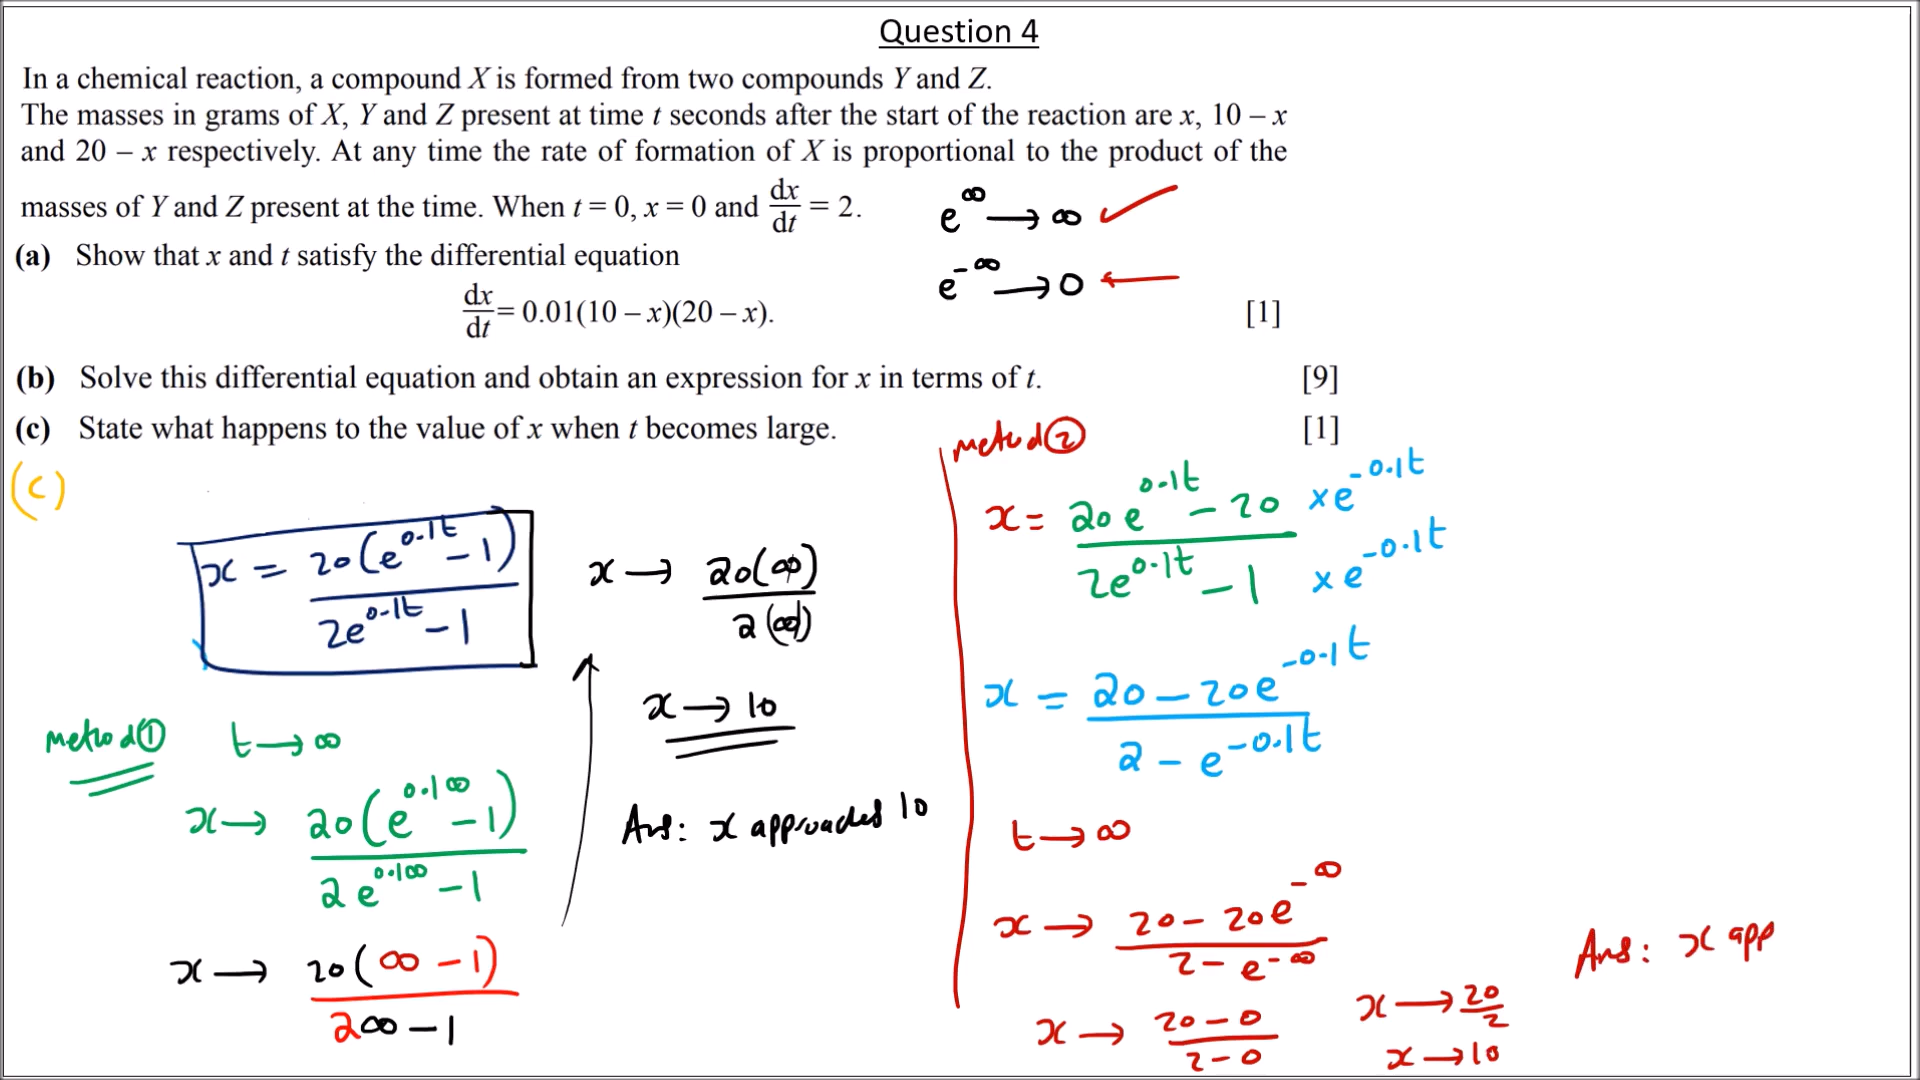 Question 4
In a chemical reaction, a compound X is formed from two compounds Y and Z.
The masses in grams of X, Y and Z present at time t seconds after the start of the reaction are x, 10 – x
and 20 – x respectively. At any time the rate of formation of X is proportional to the product of the
masses of Y and Z present at the time. When t = 0, x = 0 and dx/dt = 2.
e^∞ → ∞ ✓
e^-∞ → 0 ←
(a) Show that x and t satisfy the differential equation
dx/dt = 0.01(10 – x)(20 – x). [1]
(b) Solve this differential equation and obtain an expression for x in terms of t. [9]
(c) State what happens to the value of x when t becomes large. [1]
(c)
x = 20(e^0.1t - 1) / 2e^0.1t - 1
Method ①
t → ∞
x → 20(e^0.1∞ - 1) / 2e^0.1∞ - 1
x → 20(∞ - 1) / 2∞ - 1
x → 20(∞) / 2(∞)
x → 10
Ans: x approaches 10
Method ②
x = 20e^0.1t - 20 / 2e^0.1t - 1 × e^-0.1t × e^-0.1t
x = 20 - 20e^-0.1t / 2 - e^-0.1t
t → ∞
x → 20 - 20e^-∞ / 2 - e^-∞
x → 20 - 0 / 2 - 0
x → 20/2
x → 10
Ans: x app